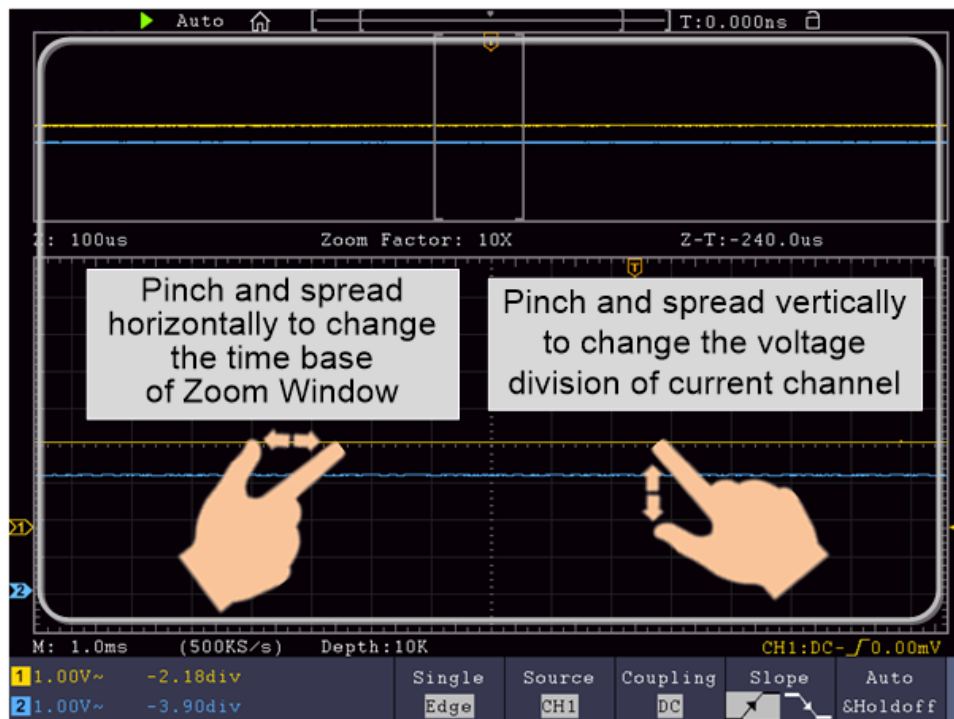 Auto T:0.000ns
T
Z: 100us Zoom Factor: 10X Z-T:-240.0us
T
Pinch and spread
horizontally to change
the time base
of Zoom Window
Pinch and spread vertically
to change the voltage
division of current channel
1
2
M: 1.0ms (500KS/s) Depth:10K CH1:DC-0.00mV
1 1.00V~ -2.18div
2 1.00V~ -3.90div
Single Source Coupling Slope Auto
Edge CH1 DC &Holdoff